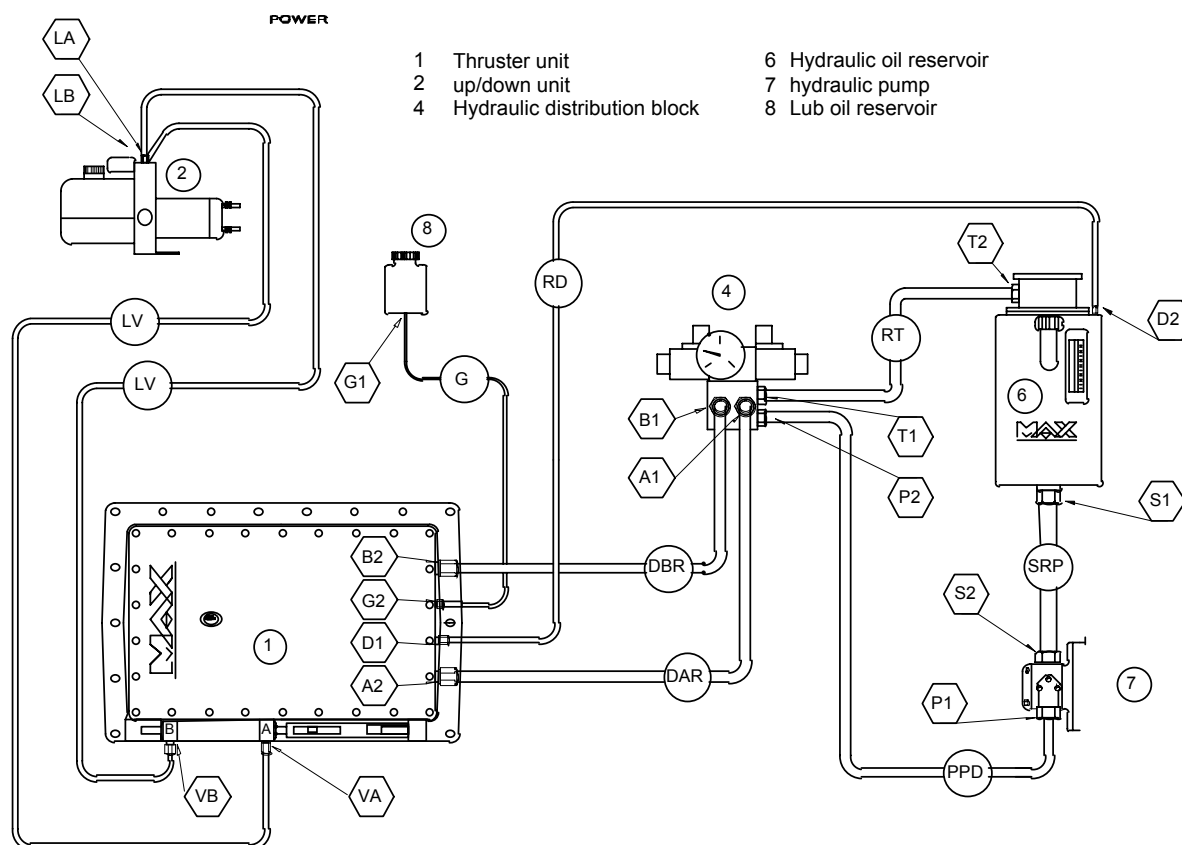 POWER
LA
LB
1 Thruster unit
2 up/down unit
4 Hydraulic distribution block
6 Hydraulic oil reservoir
7 hydraulic pump
8 Lub oil reservoir
2
8
T2
RD
4
D2
LV
RT
LV
G1
G
6
B1
T1
MAX
A1
P2
S1
B2
DBR
SRP
G2
S2
MAX
D1
1
A2
DAR
7
P1
B
A
PPD
VB
VA